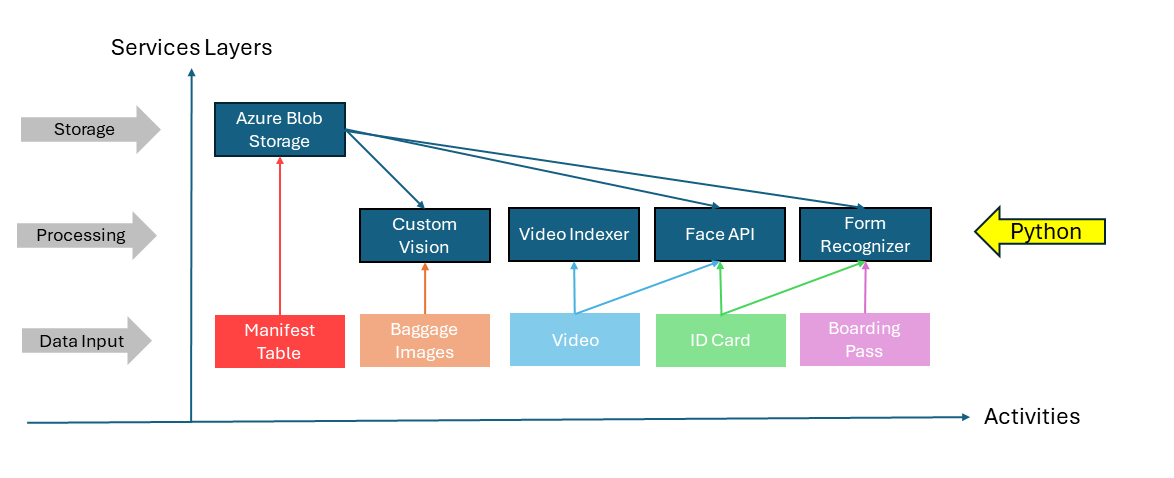 Services Layers
Storage
Azure Blob
Storage
Processing
Custom
Vision
Video Indexer
Face API
Form
Recognizer
Python
Data Input
Manifest
Table
Baggage
Images
Video
ID Card
Boarding
Pass
Activities